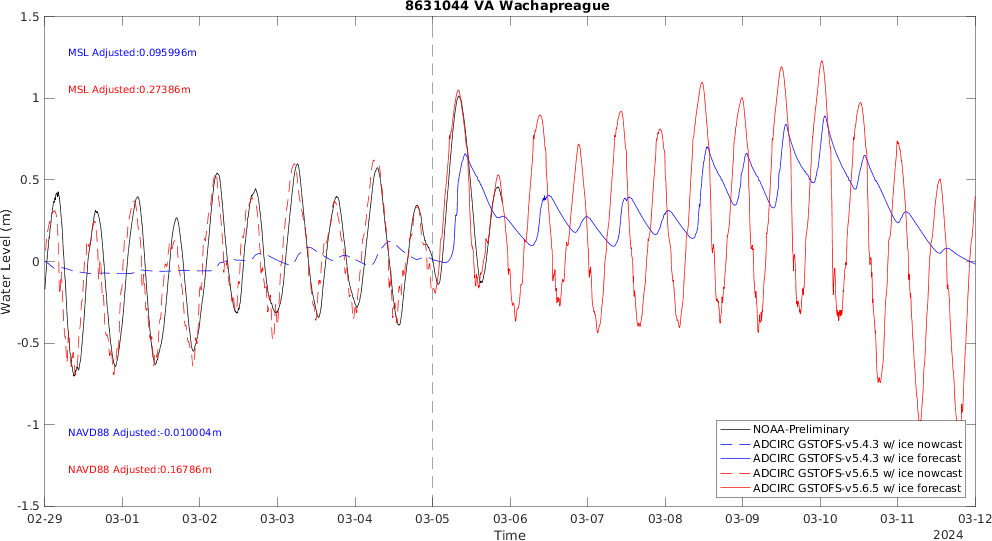 8631044 VA Wachapreague
1.5
1
0.5
0
-0.5
-1
-1.5
Water Level (m)
MSL Adjusted:0.095996m
MSL Adjusted:0.27386m
NAVD88 Adjusted:-0.010004m
NAVD88 Adjusted:0.16786m
NOAA-Preliminary
ADCIRC GSTOFS-v5.4.3 w/ ice nowcast
ADCIRC GSTOFS-v5.4.3 w/ ice forecast
ADCIRC GSTOFS-v5.6.5 w/ ice nowcast
ADCIRC GSTOFS-v5.6.5 w/ ice forecast
02-29 03-01 03-02 03-03 03-04 03-05 03-06 03-07 03-08 03-09 03-10 03-11 03-12
Time
2024